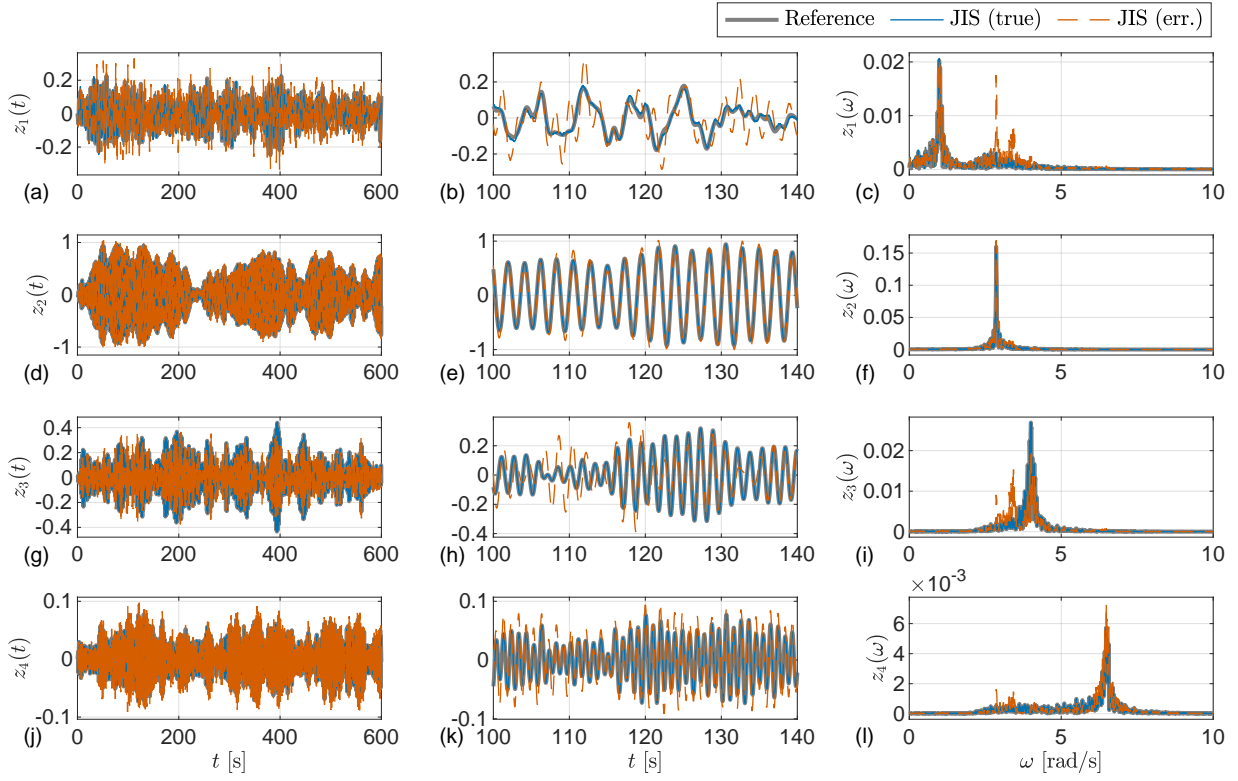 Reference JIS (true) JIS (err.)
z₁(t)
0.2
0
-0.2
0 200 400 600
(a)
0.2
0
-0.2
100 110 120 130 140
(b)
z₁(ω)
0.02
0.01
0
0 5 10
(c)
z₂(t)
1
0
-1
0 200 400 600
(d)
1
0
-1
100 110 120 130 140
(e)
z₂(ω)
0.15
0.1
0.05
0
0 5 10
(f)
z₃(t)
0.4
0.2
0
-0.2
-0.4
0 200 400 600
(g)
0.2
0
-0.2
-0.4
100 110 120 130 140
(h)
z₃(ω)
0.02
0.01
0
0 5 10
(i)
z₄(t)
0.1
0
-0.1
0 200 400 600
(j)
t [s]
0.1
0
-0.1
100 110 120 130 140
(k)
t [s]
×10⁻³
z₄(ω)
6
4
2
0
0 5 10
(l)
ω [rad/s]